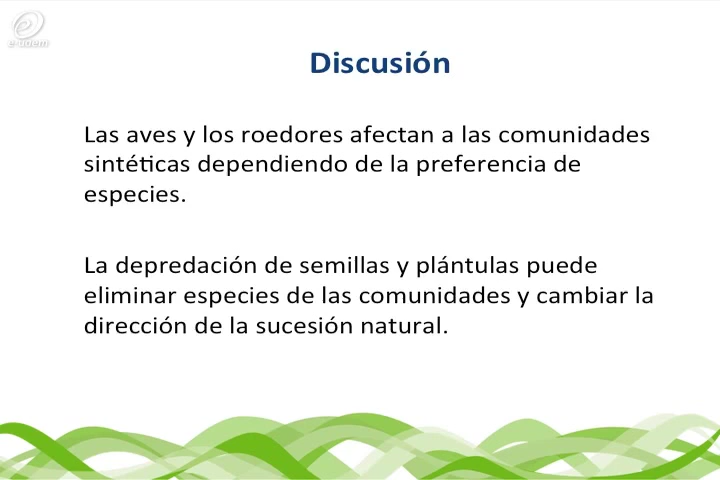 e-uaem
Discusión
Las aves y los roedores afectan a las comunidades
sintéticas dependiendo de la preferencia de
especies.
La depredación de semillas y plántulas puede
eliminar especies de las comunidades y cambiar la
dirección de la sucesión natural.